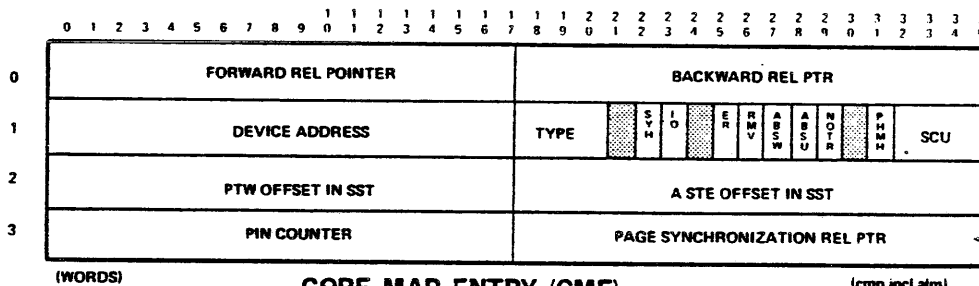 1 1 1 1 1 1 1 1 1 1 2 2 2 2 2 2 2 2 2 2 3 3 3 3 3
0 1 2 3 4 5 6 7 8 9 0 1 2 3 4 5 6 7 8 9 0 1 2 3 4 5 6 7 8 9 0 1 2 3 4
0 FORWARD REL POINTER BACKWARD REL PTR
1 DEVICE ADDRESS TYPE SYH IO ER RMV ABSW ABSU NOTR PHMH SCU
2 PTW OFFSET IN SST A STE OFFSET IN SST
3 PIN COUNTER PAGE SYNCHRONIZATION REL PTR
(WORDS) CORE MAP ENTRY (CME) (cmp.incl.alm)